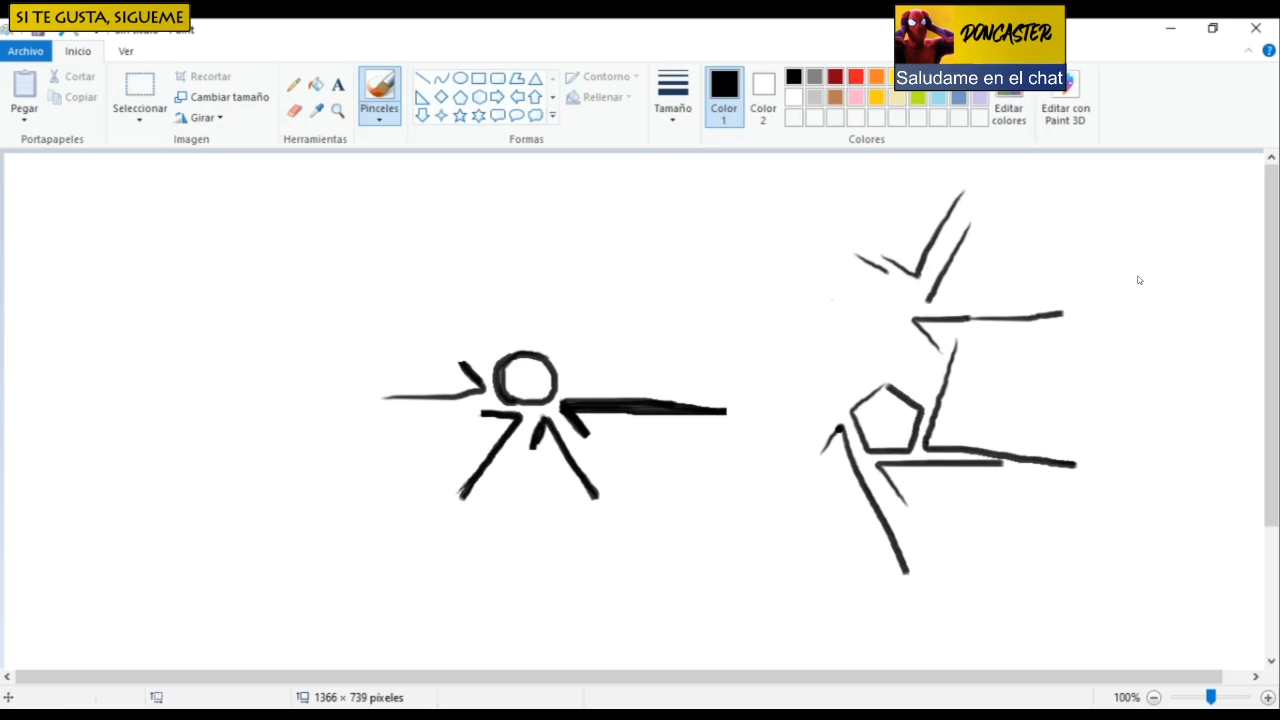 SI TE GUSTA, SIGUEME
DONCASTER
Saludame en el chat
Archivo
Inicio
Ver
Pegar
Cortar
Copiar
Portapapeles
Seleccionar
Recortar
Cambiar tamaño
Girar
Imagen
Herramientas
A
Pinceles
Contorno
Rellenar
Formas
Tamaño
Color 1
Color 2
Editar colores
Editar con Paint 3D
Colores
1366 × 739 píxeles
100%